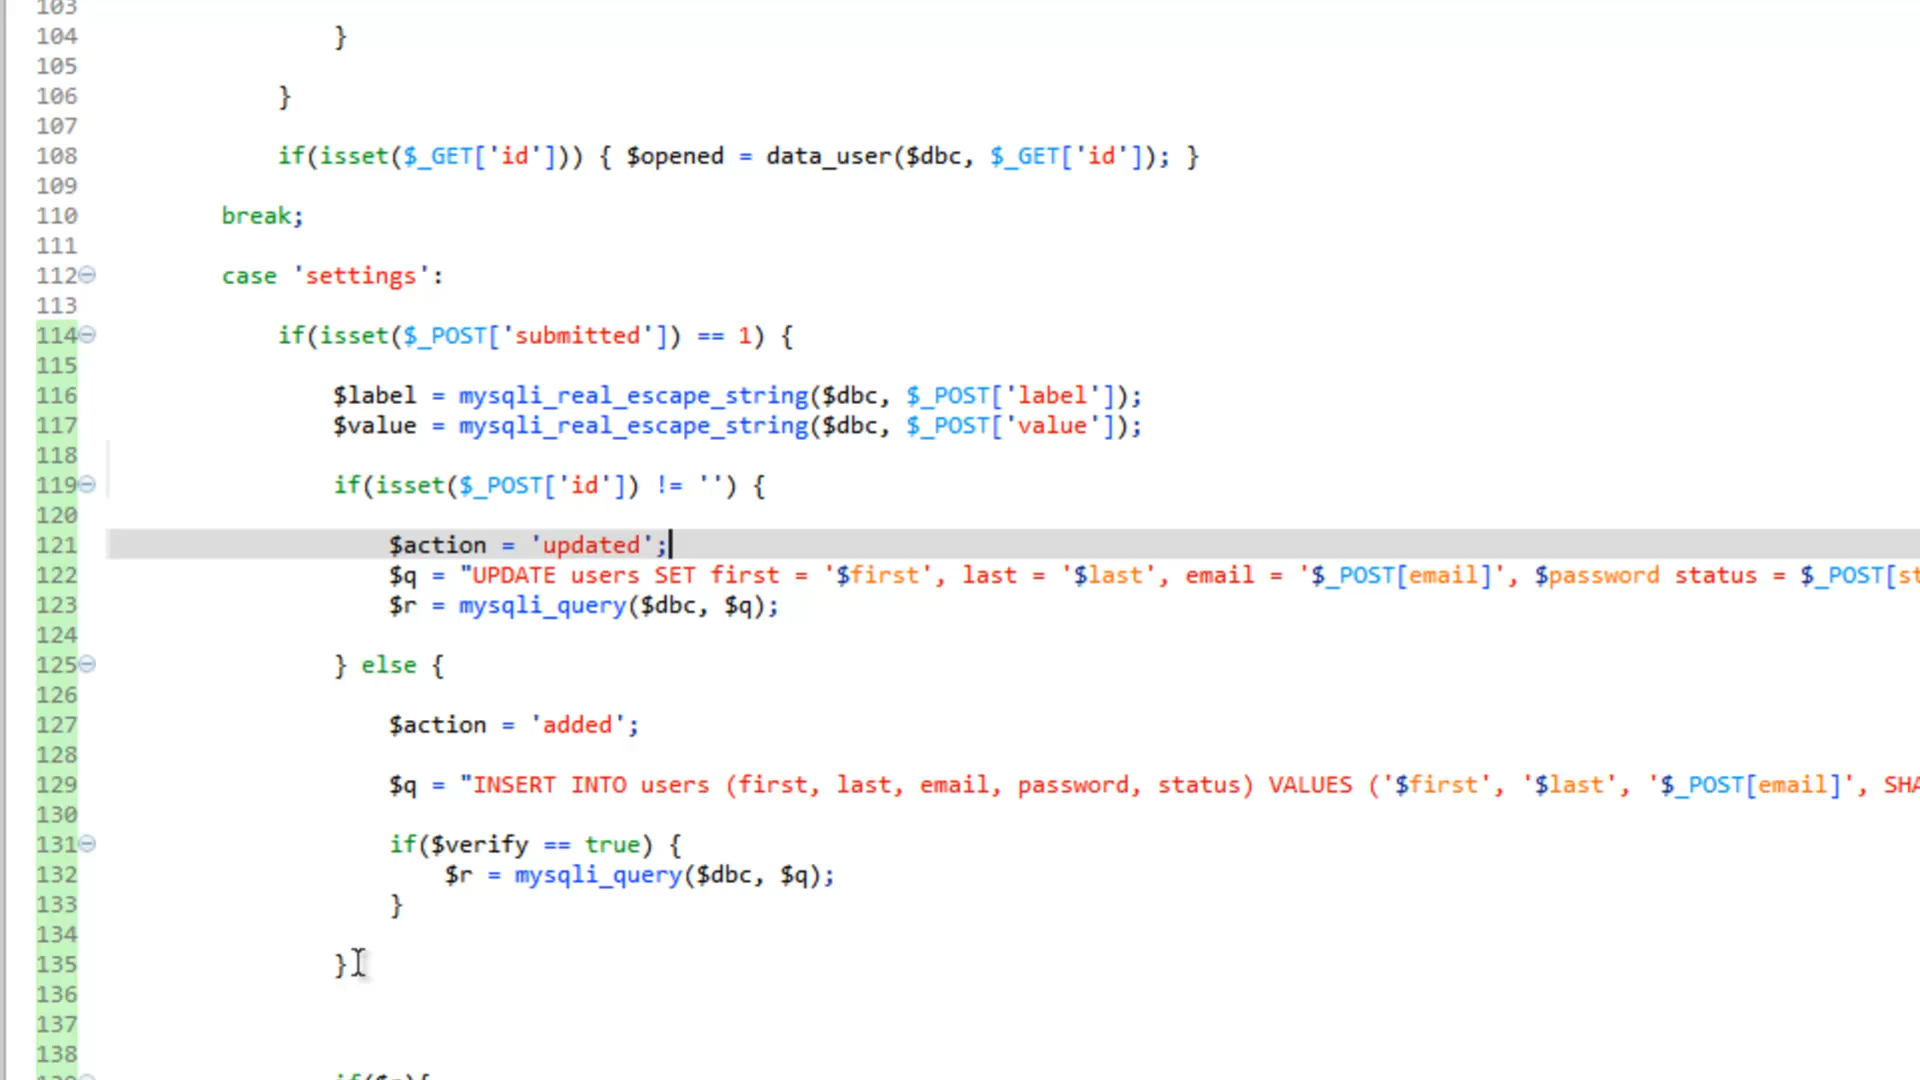 103
104 }
105
106 }
107
108 if(isset($_GET['id'])) { $opened = data_user($dbc, $_GET['id']); }
109
110 break;
111
112 case 'settings':
113
114 if(isset($_POST['submitted']) == 1) {
115
116 $label = mysqli_real_escape_string($dbc, $_POST['label']);
117 $value = mysqli_real_escape_string($dbc, $_POST['value']);
118
119 if(isset($_POST['id']) != '') {
120
121 $action = 'updated';
122 $q = "UPDATE users SET first = '$first', last = '$last', email = '$_POST[email]', $password status = $_POST[st
123 $r = mysqli_query($dbc, $q);
124
125 } else {
126
127 $action = 'added';
128
129 $q = "INSERT INTO users (first, last, email, password, status) VALUES ('$first', '$last', '$_POST[email]', SHA
130
131 if($verify == true) {
132 $r = mysqli_query($dbc, $q);
133 }
134
135 }
136
137
138